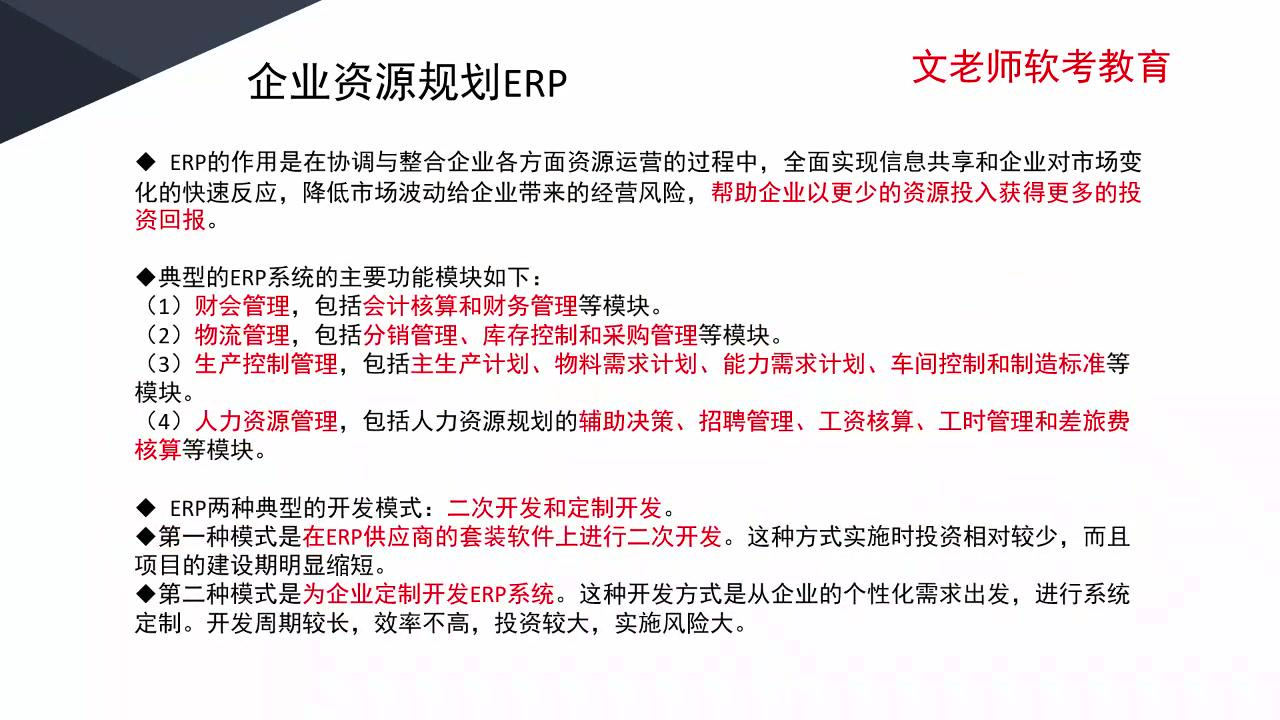 企业资源规划ERP
文老师软考教育
◆ ERP的作用是在协调与整合企业各方面资源运营的过程中，全面实现信息共享和企业对市场变
化的快速反应，降低市场波动给企业带来的经营风险，帮助企业以更少的资源投入获得更多的投
资回报。
◆典型的ERP系统的主要功能模块如下：
（1）财会管理，包括会计核算和财务管理等模块。
（2）物流管理，包括分销管理、库存控制和采购管理等模块。
（3）生产控制管理，包括主生产计划、物料需求计划、能力需求计划、车间控制和制造标准等
模块。
（4）人力资源管理，包括人力资源规划的辅助决策、招聘管理、工资核算、工时管理和差旅费
核算等模块。
◆ ERP两种典型的开发模式：二次开发和定制开发。
◆第一种模式是在ERP供应商的套装软件上进行二次开发。这种方式实施时投资相对较少，而且
项目的建设期明显缩短。
◆第二种模式是为企业定制开发ERP系统。这种开发方式是从企业的个性化需求出发，进行系统
定制。开发周期较长，效率不高，投资较大，实施风险大。